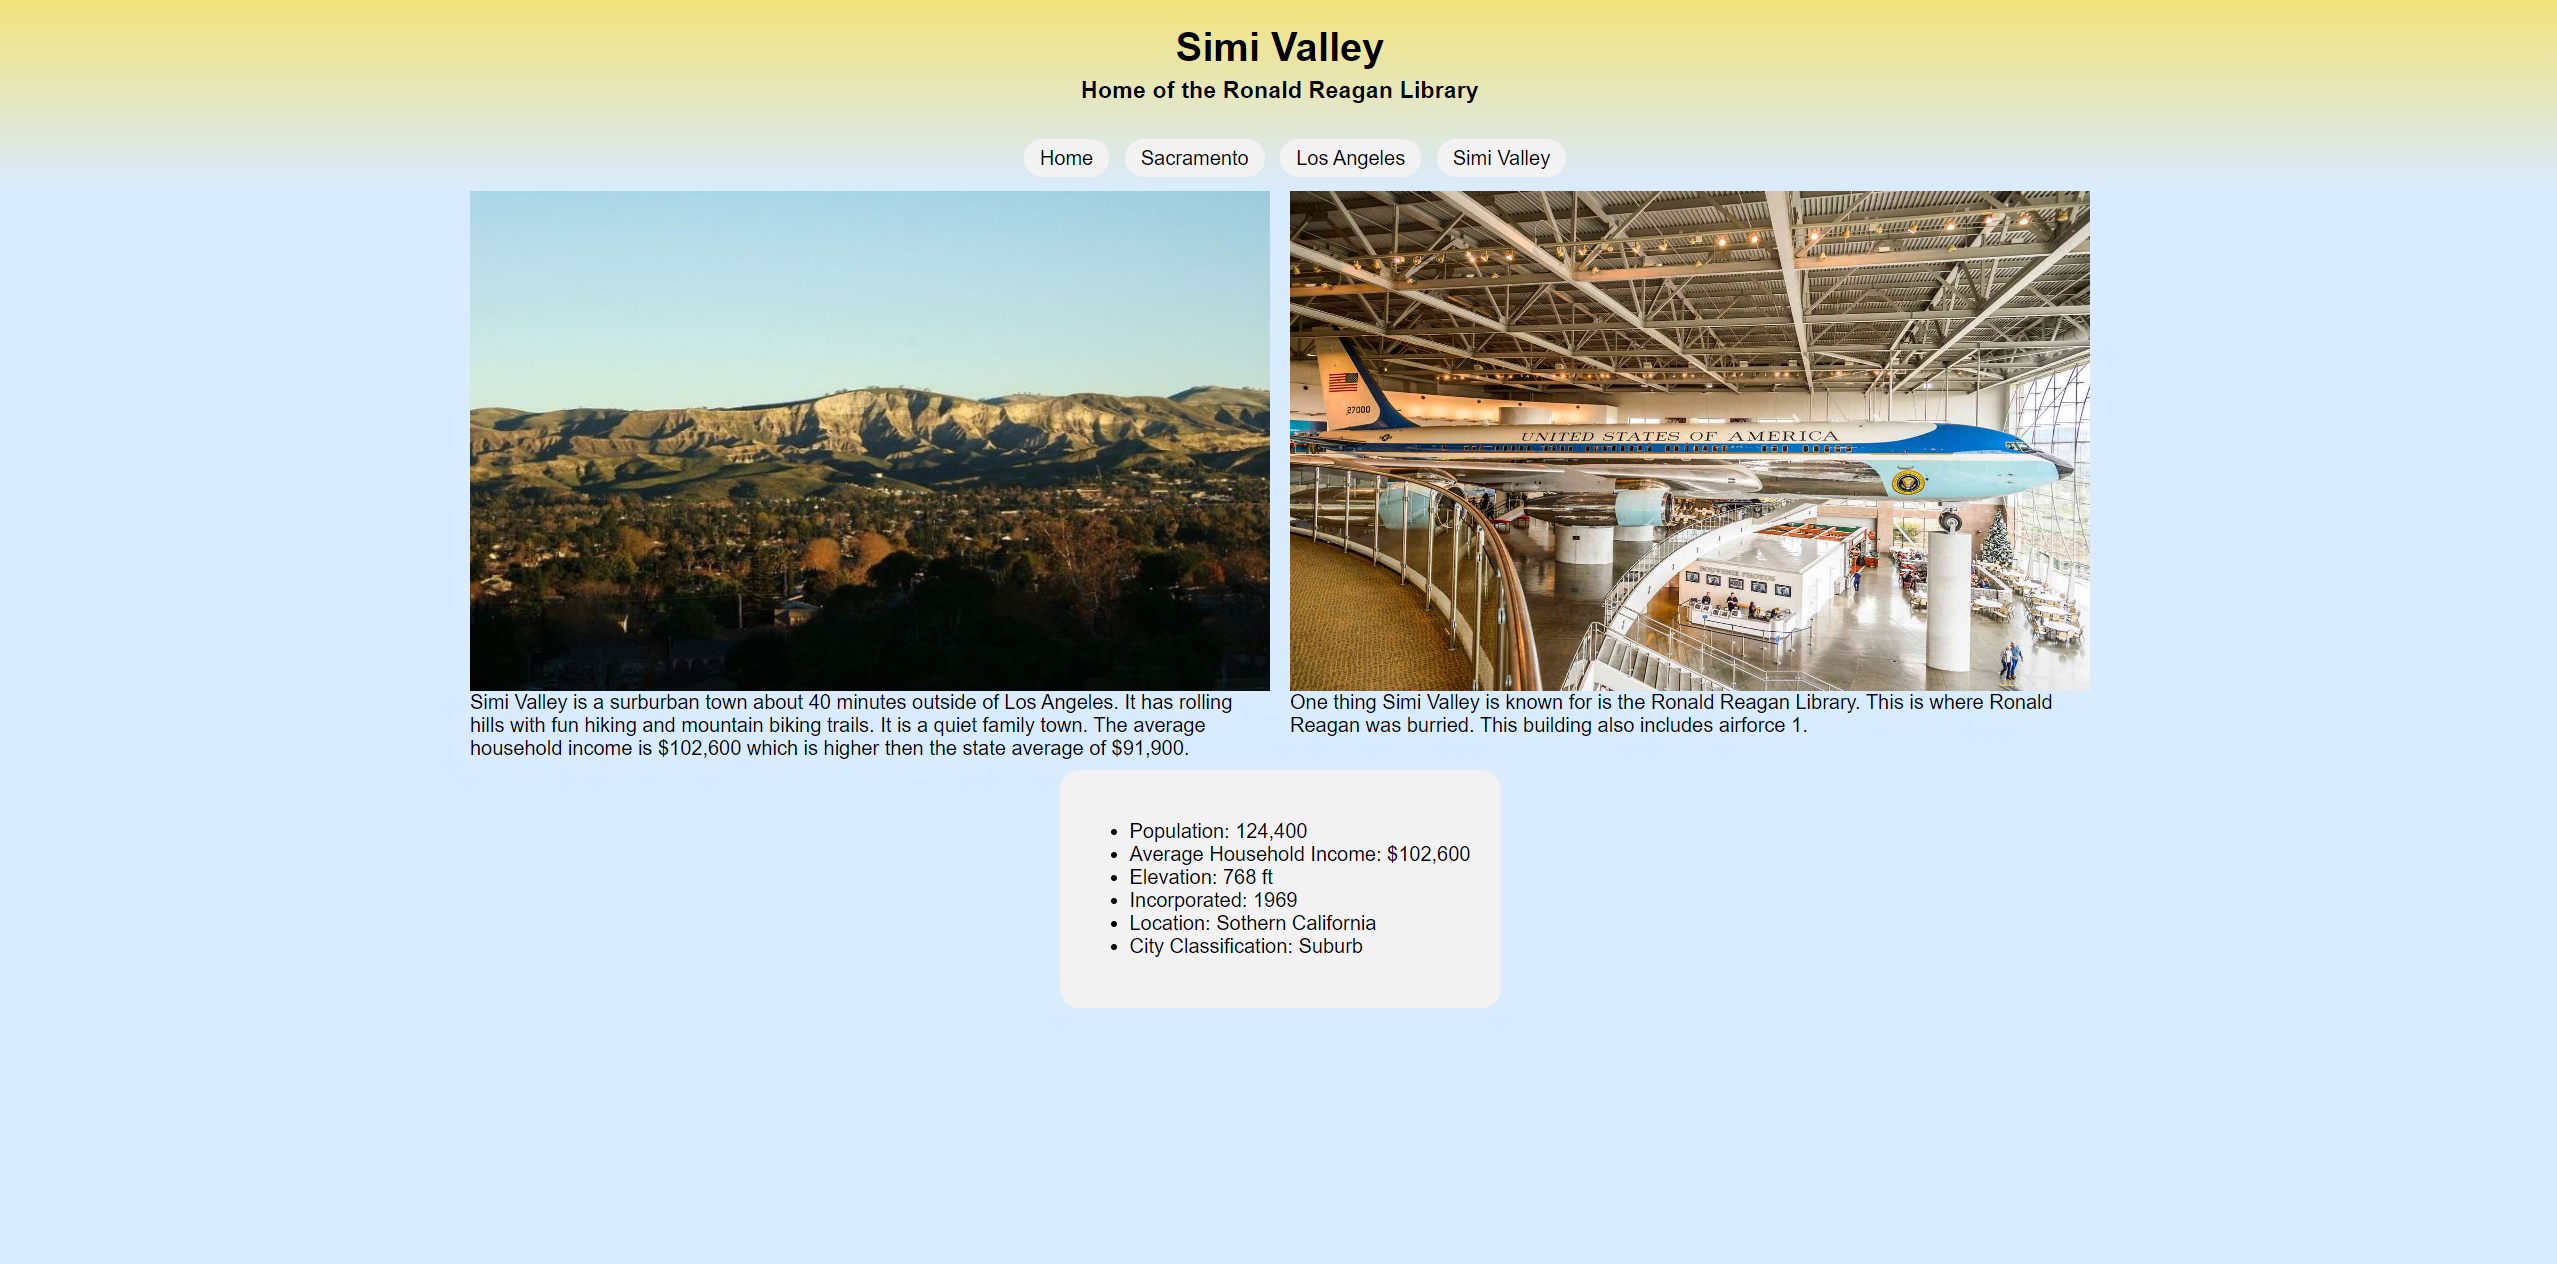 Simi Valley
Home of the Ronald Reagan Library
Home
Sacramento
Los Angeles
Simi Valley
27000
UNITED STATES OF AMERICA
SOUVENIR PHOTOS
Simi Valley is a surburban town about 40 minutes outside of Los Angeles. It has rolling
hills with fun hiking and mountain biking trails. It is a quiet family town. The average
household income is $102,600 which is higher then the state average of $91,900.
One thing Simi Valley is known for is the Ronald Reagan Library. This is where Ronald
Reagan was burried. This building also includes airforce 1.
• Population: 124,400
• Average Household Income: $102,600
• Elevation: 768 ft
• Incorporated: 1969
• Location: Sothern California
• City Classification: Suburb